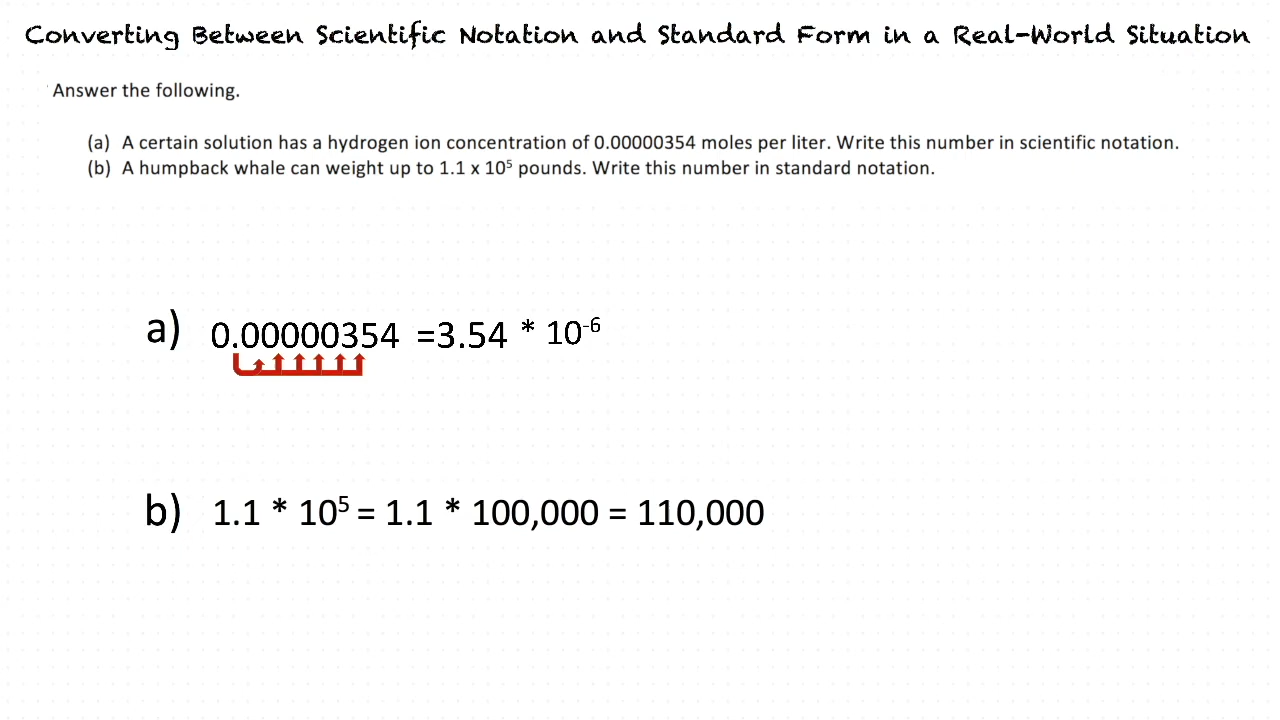 Converting Between Scientific Notation and Standard Form in a Real-World Situation
Answer the following.
(a) A certain solution has a hydrogen ion concentration of 0.00000354 moles per liter. Write this number in scientific notation.
(b) A humpback whale can weight up to 1.1 x 10⁵ pounds. Write this number in standard notation.
a) 0.00000354 =3.54 * 10⁻⁶
b) 1.1 * 10⁵ = 1.1 * 100,000 = 110,000